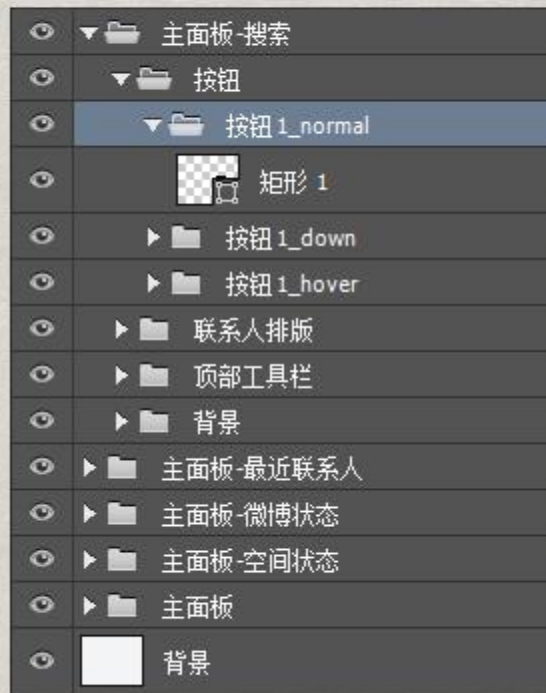 主面板-搜索
按钮
按钮1_normal
矩形 1
按钮1_down
按钮1_hover
联系人排版
顶部工具栏
背景
主面板-最近联系人
主面板-微博状态
主面板-空间状态
主面板
背景